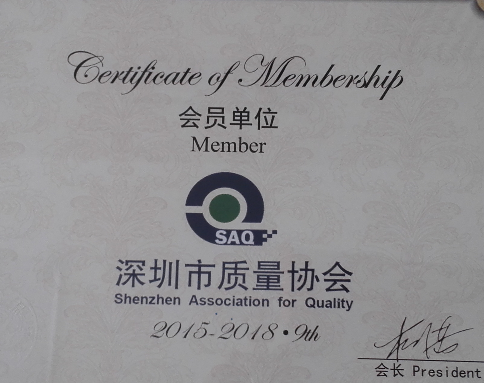 Certificate of Membership
会员单位
Member
SAQ
深圳市质量协会
Shenzhen Association for Quality
2015-2018·9th
会长 President